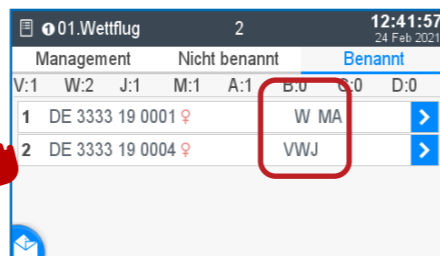 ❶01.Wettflug 2 12:41:57
24 Feb 2021
Management Nicht benannt Benannt
V:1 W:2 J:1 M:1 A:1 B:0 C:0 D:0
1 DE 3333 19 0001 ♀ W MA
2 DE 3333 19 0004 ♀ VWJ